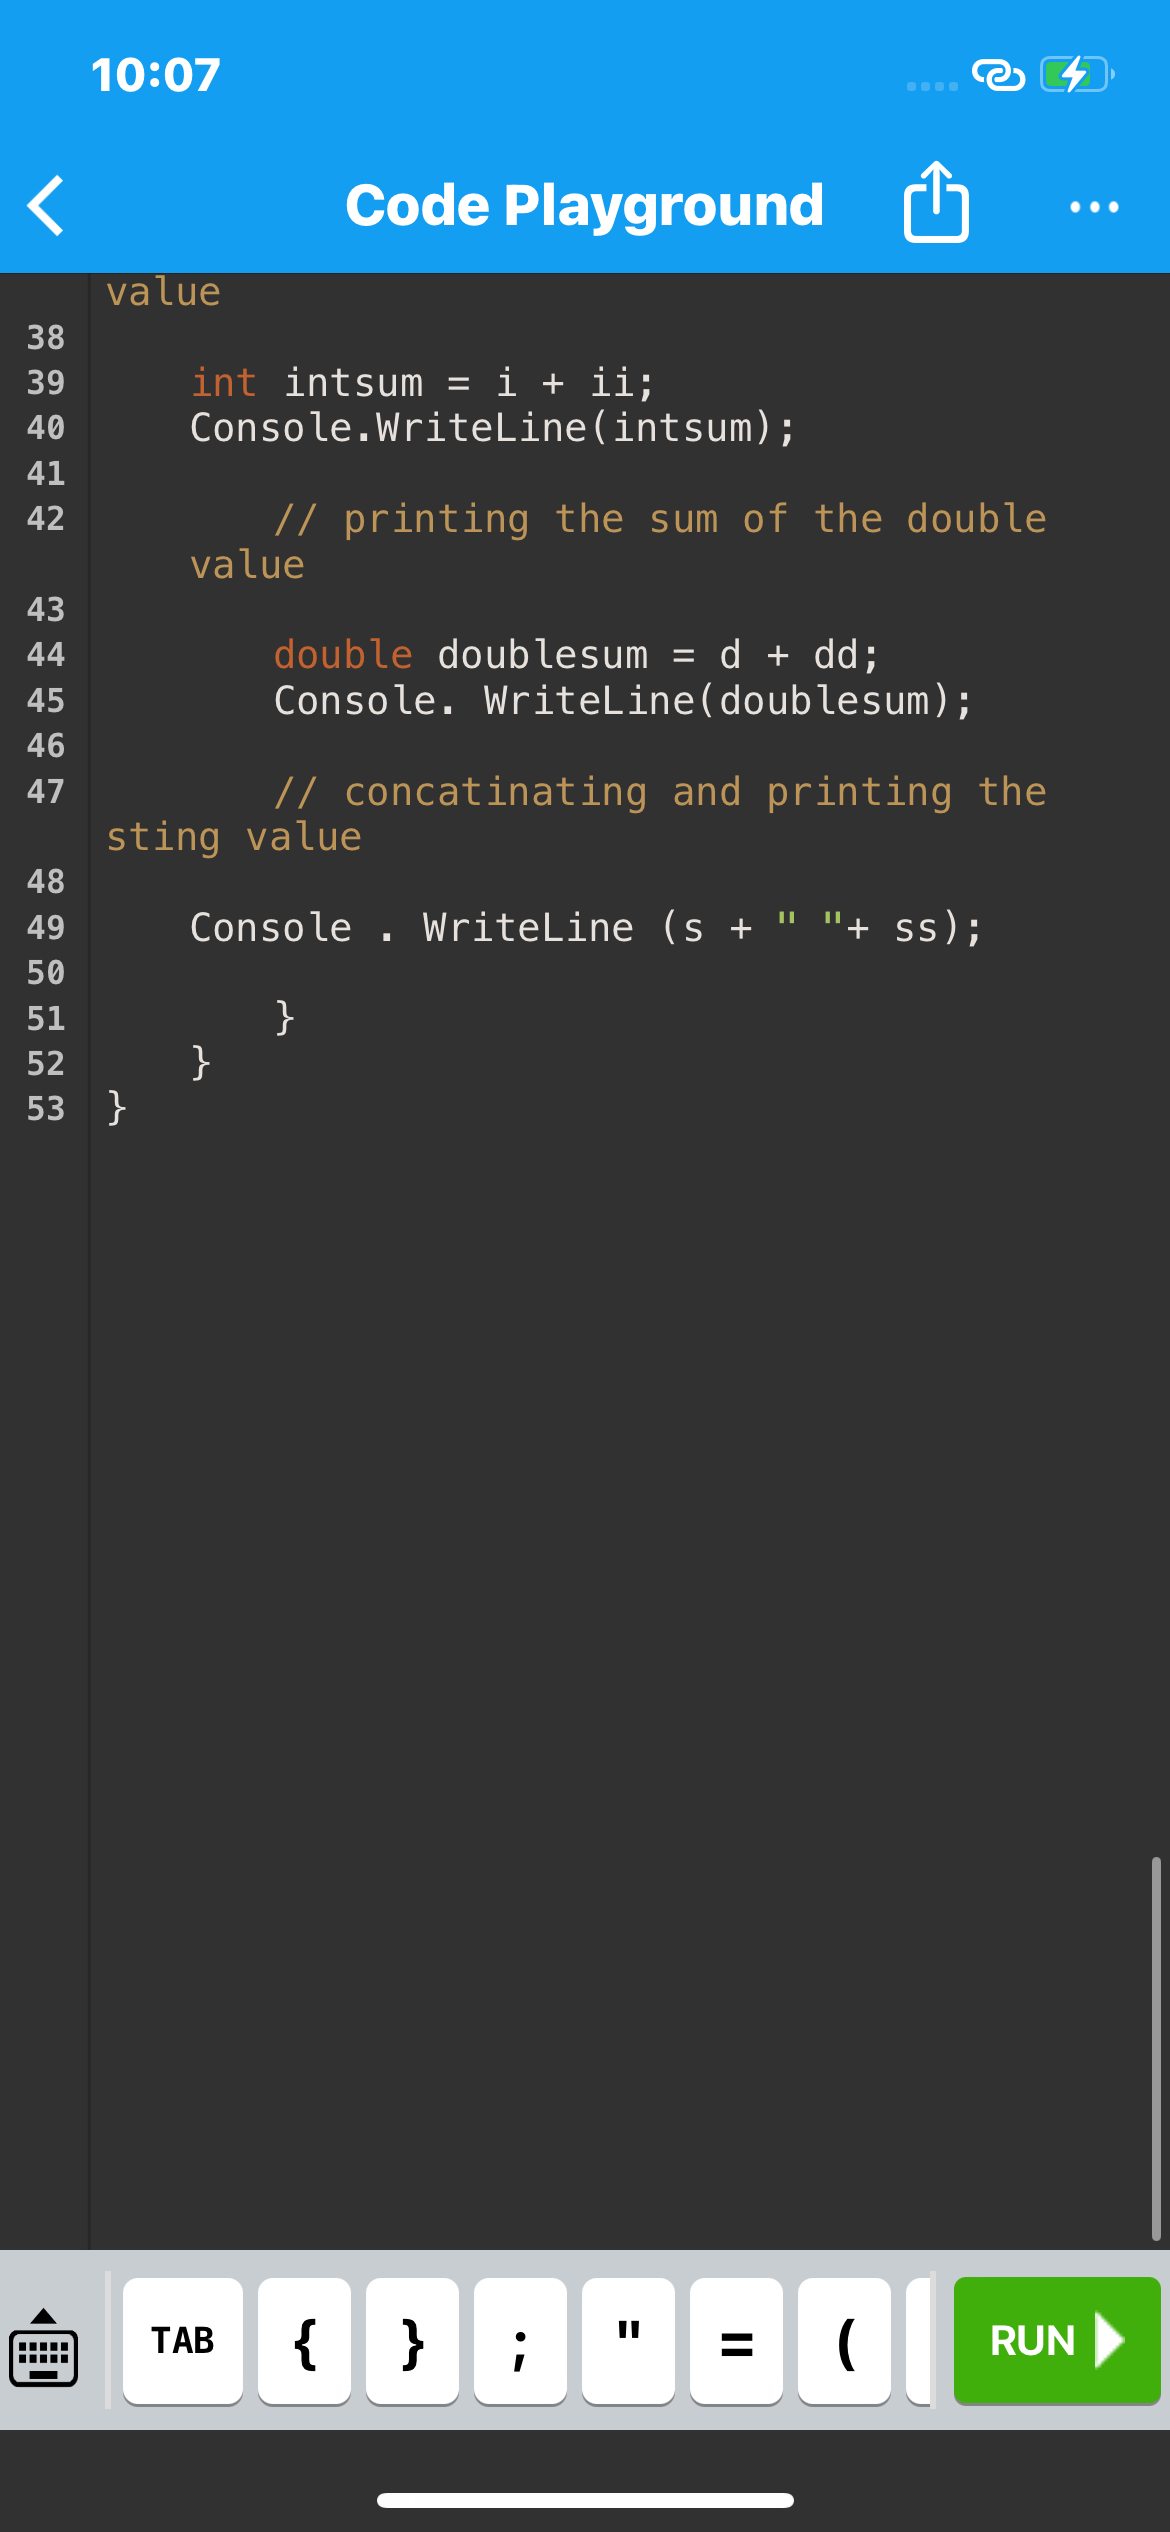 10:07
Code Playground
value
38
39 int intsum = i + ii;
40 Console.WriteLine(intsum);
41
42 // printing the sum of the double
value
43
44 double doublesum = d + dd;
45 Console. WriteLine(doublesum);
46
47 // concatinating and printing the
sting value
48
49 Console . WriteLine (s + " "+ ss);
50
51 }
52 }
53 }
TAB { } ; " = ( RUN